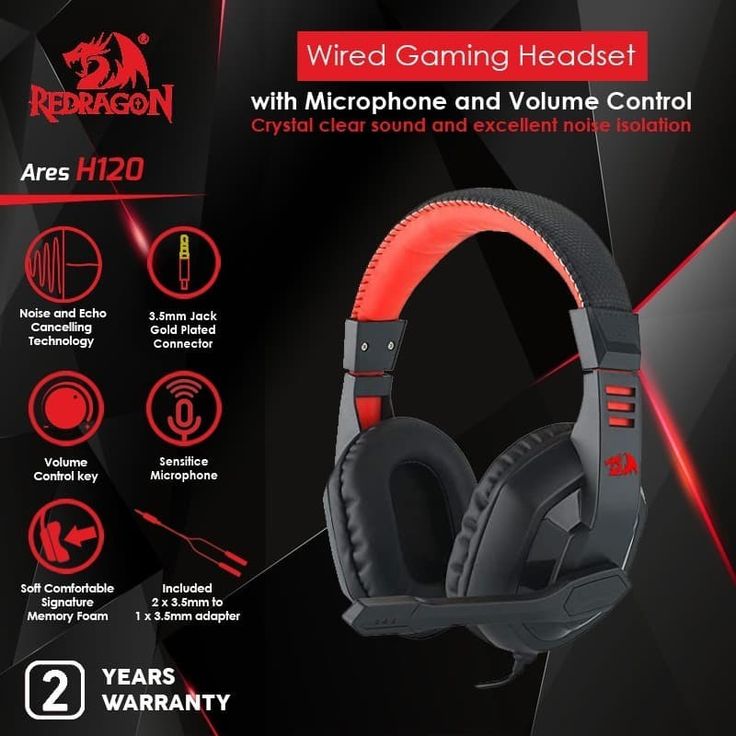 REDRAGON®
Ares H120
Wired Gaming Headset
with Microphone and Volume Control
Crystal clear sound and excellent noise isolation
Noise and Echo
Cancelling
Technology
3.5mm Jack
Gold Plated
Connector
Volume
Control key
Sensitice
Microphone
Soft Comfortable
Signature
Memory Foam
Included
2 x 3.5mm to
1 x 3.5mm adapter
2 YEARS
WARRANTY